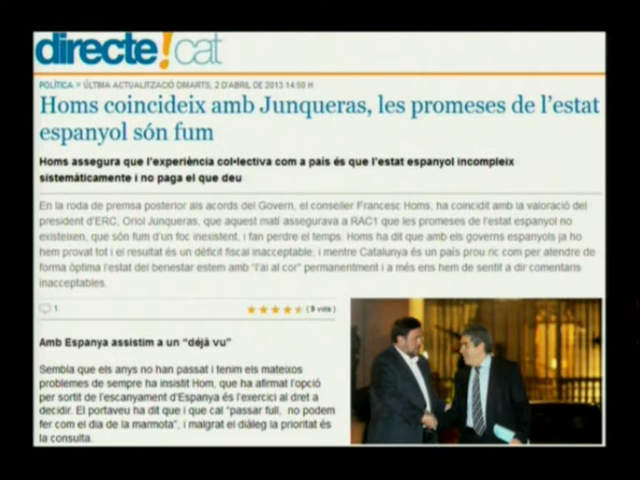 directe!cat
POLÍTICA » ÚLTIMA ACTUALITZACIÓ DIMARTS, 2 D'ABRIL DE 2013 14:50 H
Homs coincideix amb Junqueras, les promeses de l'estat
espanyol són fum
Homs assegura que l'experiència col·lectiva com a país és que l'estat espanyol incompleix
sistemàticament i no paga el que deu
En la roda de premsa posterior als acords del Govern, el conseller Francesc Homs, ha coincidit amb la valoració del
president d'ERC, Oriol Junqueras, que aquest matí assegurava a RAC1 que les promeses de l'estat espanyol no
existeixen, que són fum d'un foc inexistent, i fan perdre el temps. Homs ha dit que amb els governs espanyols ja ho
hem provat tot i el resultat és un dèficit fiscal inacceptable, i mentre Catalunya és un país prou ric com per atendre de
forma òptima l'estat del benestar estem amb "l'ai al cor" permanentment i a més ens hem de sentit a dir comentaris
inacceptables.
1
(9 vots)
Amb Espanya assistim a un "déjà vu"
Sembla que els anys no han passat i tenim els mateixos
problemes de sempre ha insistit Hom, que ha afirmat l'opció
per sortit de l'escanyament d'Espanya és l'exercici al dret a
decidir. El portaveu ha dit que i que cal "passar full, no podem
fer com el dia de la marmota", i malgrat el diàleg la prioritat és
la consulta.